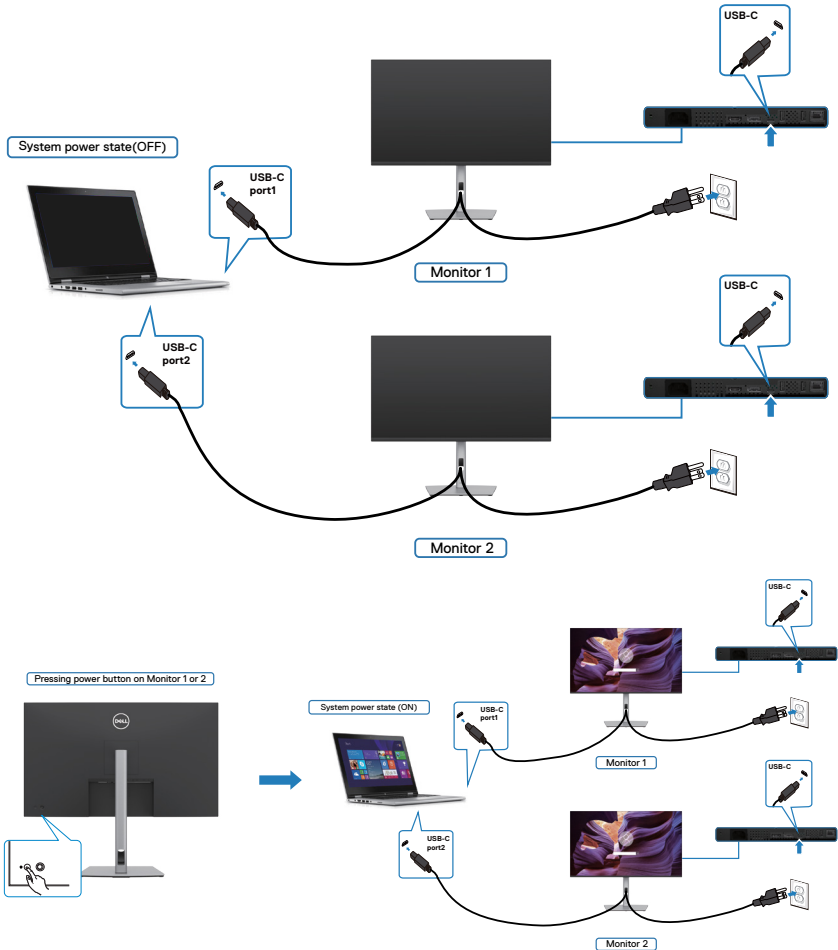 USB-C
System power state(OFF)
USB-C
port1
Monitor 1
USB-C
USB-C
port2
Monitor 2
USB-C
Pressing power button on Monitor 1 or 2
DELL
System power state (ON)
USB-C
port1
Monitor 1
USB-C
USB-C
port2
Monitor 2